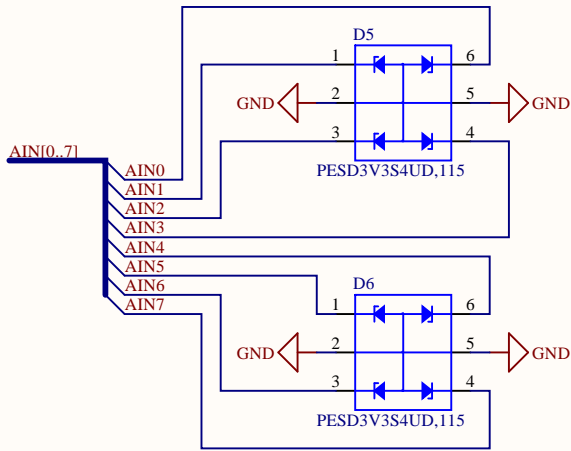 D5
1
6
GND
2
5
GND
3
4
PESD3V3S4UD,115
AIN[0..7]
AIN0
AIN1
AIN2
AIN3
AIN4
AIN5
AIN6
AIN7
D6
1
6
GND
2
5
GND
3
4
PESD3V3S4UD,115